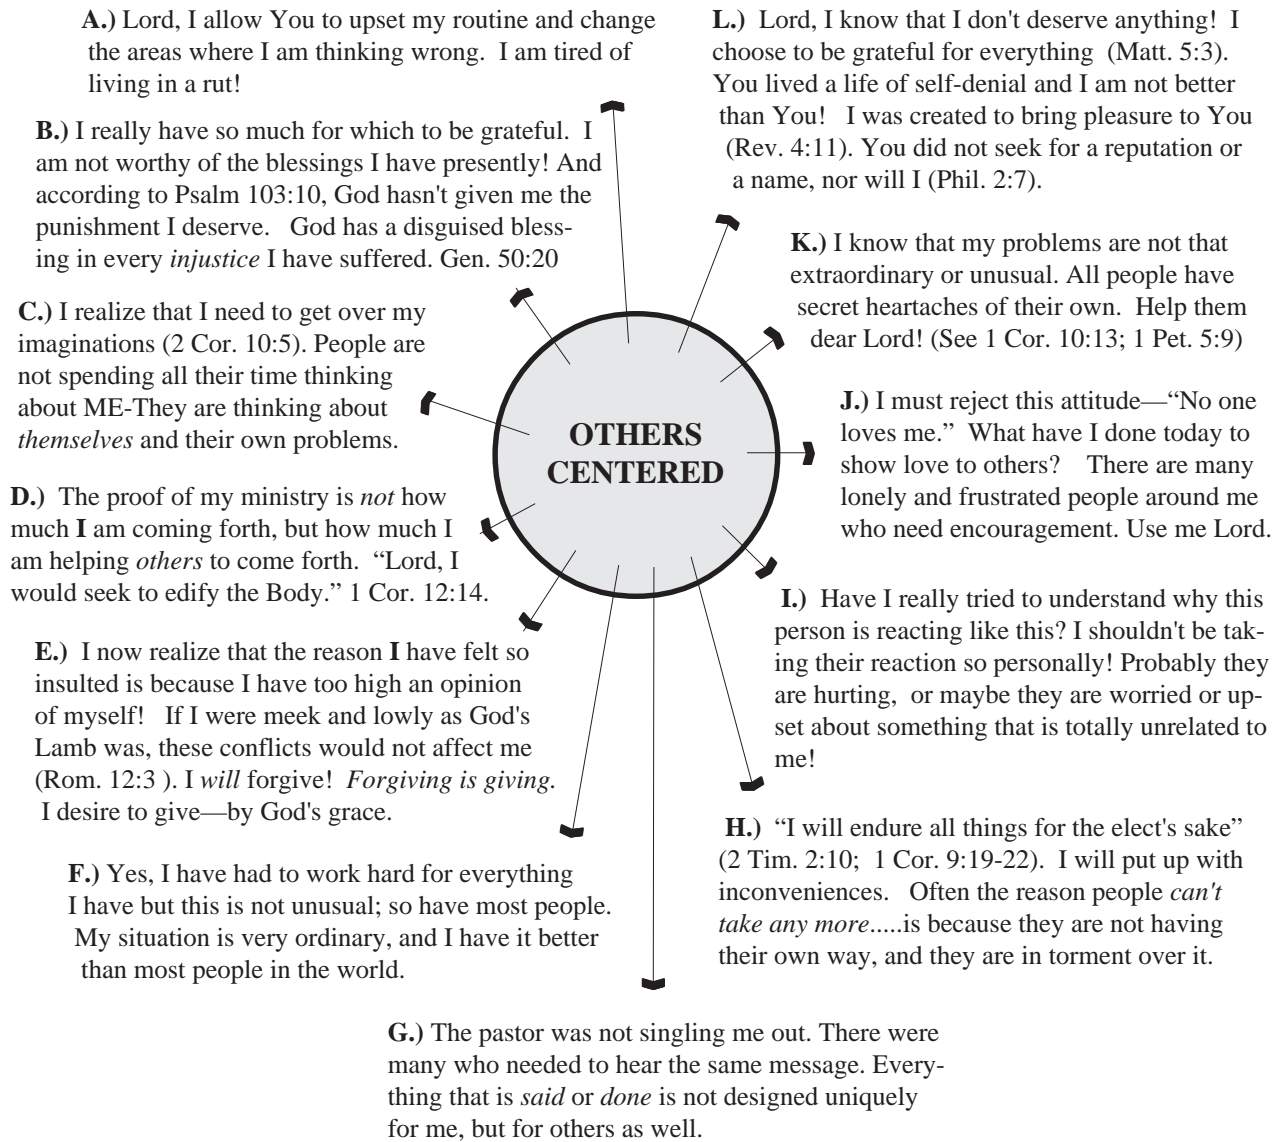 A.) Lord, I allow You to upset my routine and change
the areas where I am thinking wrong. I am tired of
living in a rut!
B.) I really have so much for which to be grateful. I
am not worthy of the blessings I have presently! And
according to Psalm 103:10, God hasn't given me the
punishment I deserve. God has a disguised bless-
ing in every injustice I have suffered. Gen. 50:20
C.) I realize that I need to get over my
imaginations (2 Cor. 10:5). People are
not spending all their time thinking
about ME-They are thinking about
themselves and their own problems.
D.) The proof of my ministry is not how
much I am coming forth, but how much I
am helping others to come forth. “Lord, I
would seek to edify the Body.” 1 Cor. 12:14.
E.) I now realize that the reason I have felt so
insulted is because I have too high an opinion
of myself! If I were meek and lowly as God's
Lamb was, these conflicts would not affect me
(Rom. 12:3 ). I will forgive! Forgiving is giving.
I desire to give—by God's grace.
F.) Yes, I have had to work hard for everything
I have but this is not unusual; so have most people.
My situation is very ordinary, and I have it better
than most people in the world.
G.) The pastor was not singling me out. There were
many who needed to hear the same message. Every-
thing that is said or done is not designed uniquely
for me, but for others as well.
H.) “I will endure all things for the elect's sake”
(2 Tim. 2:10; 1 Cor. 9:19-22). I will put up with
inconveniences. Often the reason people can't
take any more.....is because they are not having
their own way, and they are in torment over it.
I.) Have I really tried to understand why this
person is reacting like this? I shouldn't be tak-
ing their reaction so personally! Probably they
are hurting, or maybe they are worried or up-
set about something that is totally unrelated to
me!
J.) I must reject this attitude—“No one
loves me.” What have I done today to
show love to others? There are many
lonely and frustrated people around me
who need encouragement. Use me Lord.
K.) I know that my problems are not that
extraordinary or unusual. All people have
secret heartaches of their own. Help them
dear Lord! (See 1 Cor. 10:13; 1 Pet. 5:9)
L.) Lord, I know that I don't deserve anything! I
choose to be grateful for everything (Matt. 5:3).
You lived a life of self-denial and I am not better
than You! I was created to bring pleasure to You
(Rev. 4:11). You did not seek for a reputation or
a name, nor will I (Phil. 2:7).
OTHERS
CENTERED